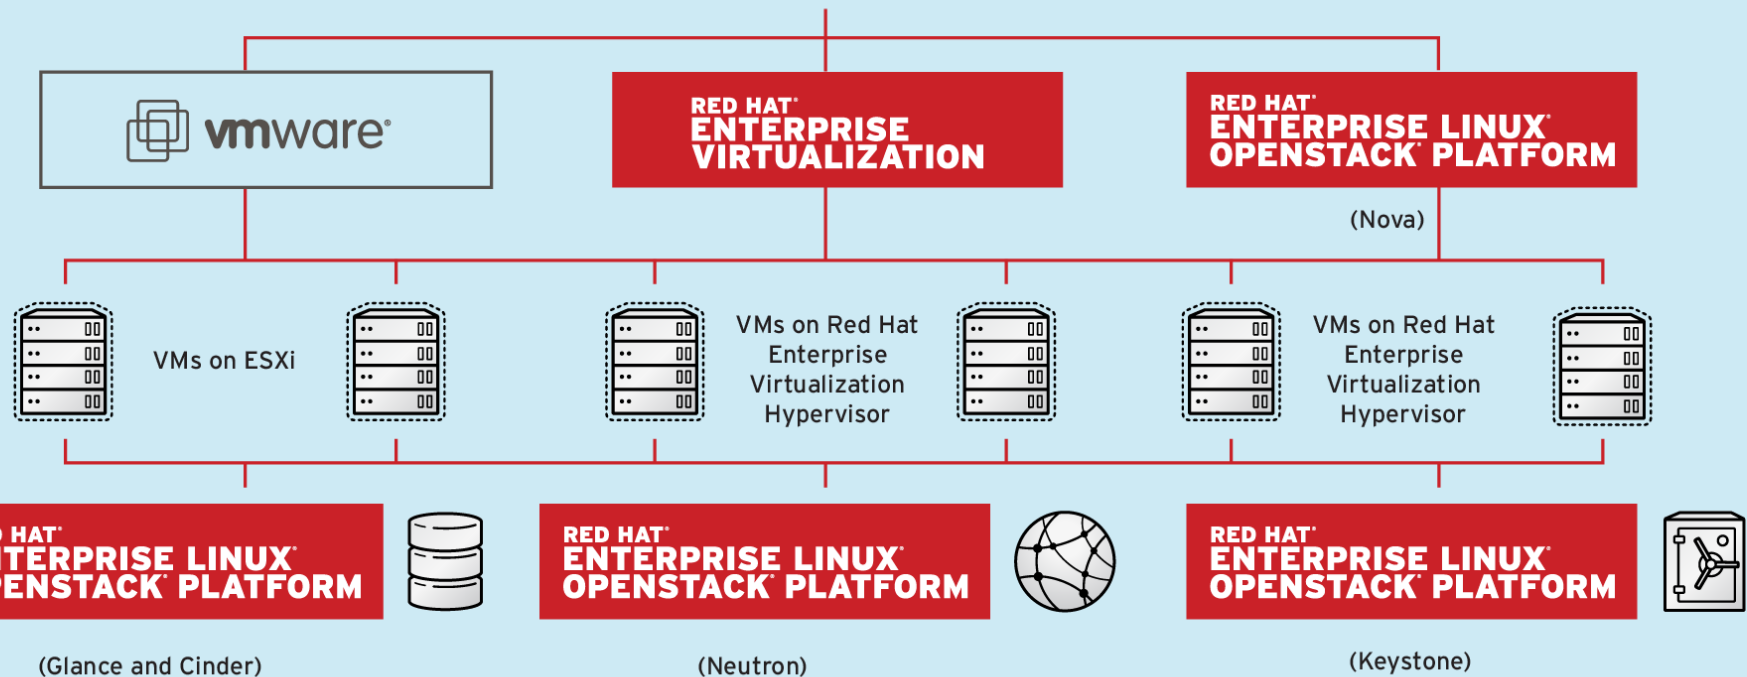 vmware®
RED HAT®
ENTERPRISE
VIRTUALIZATION
RED HAT®
ENTERPRISE LINUX®
OPENSTACK® PLATFORM
(Nova)
VMs on ESXi
VMs on Red Hat
Enterprise
Virtualization
Hypervisor
VMs on Red Hat
Enterprise
Virtualization
Hypervisor
D HAT®
NTERPRISE LINUX®
PENSTACK® PLATFORM
(Glance and Cinder)
RED HAT®
ENTERPRISE LINUX®
OPENSTACK® PLATFORM
(Neutron)
RED HAT®
ENTERPRISE LINUX®
OPENSTACK® PLATFORM
(Keystone)